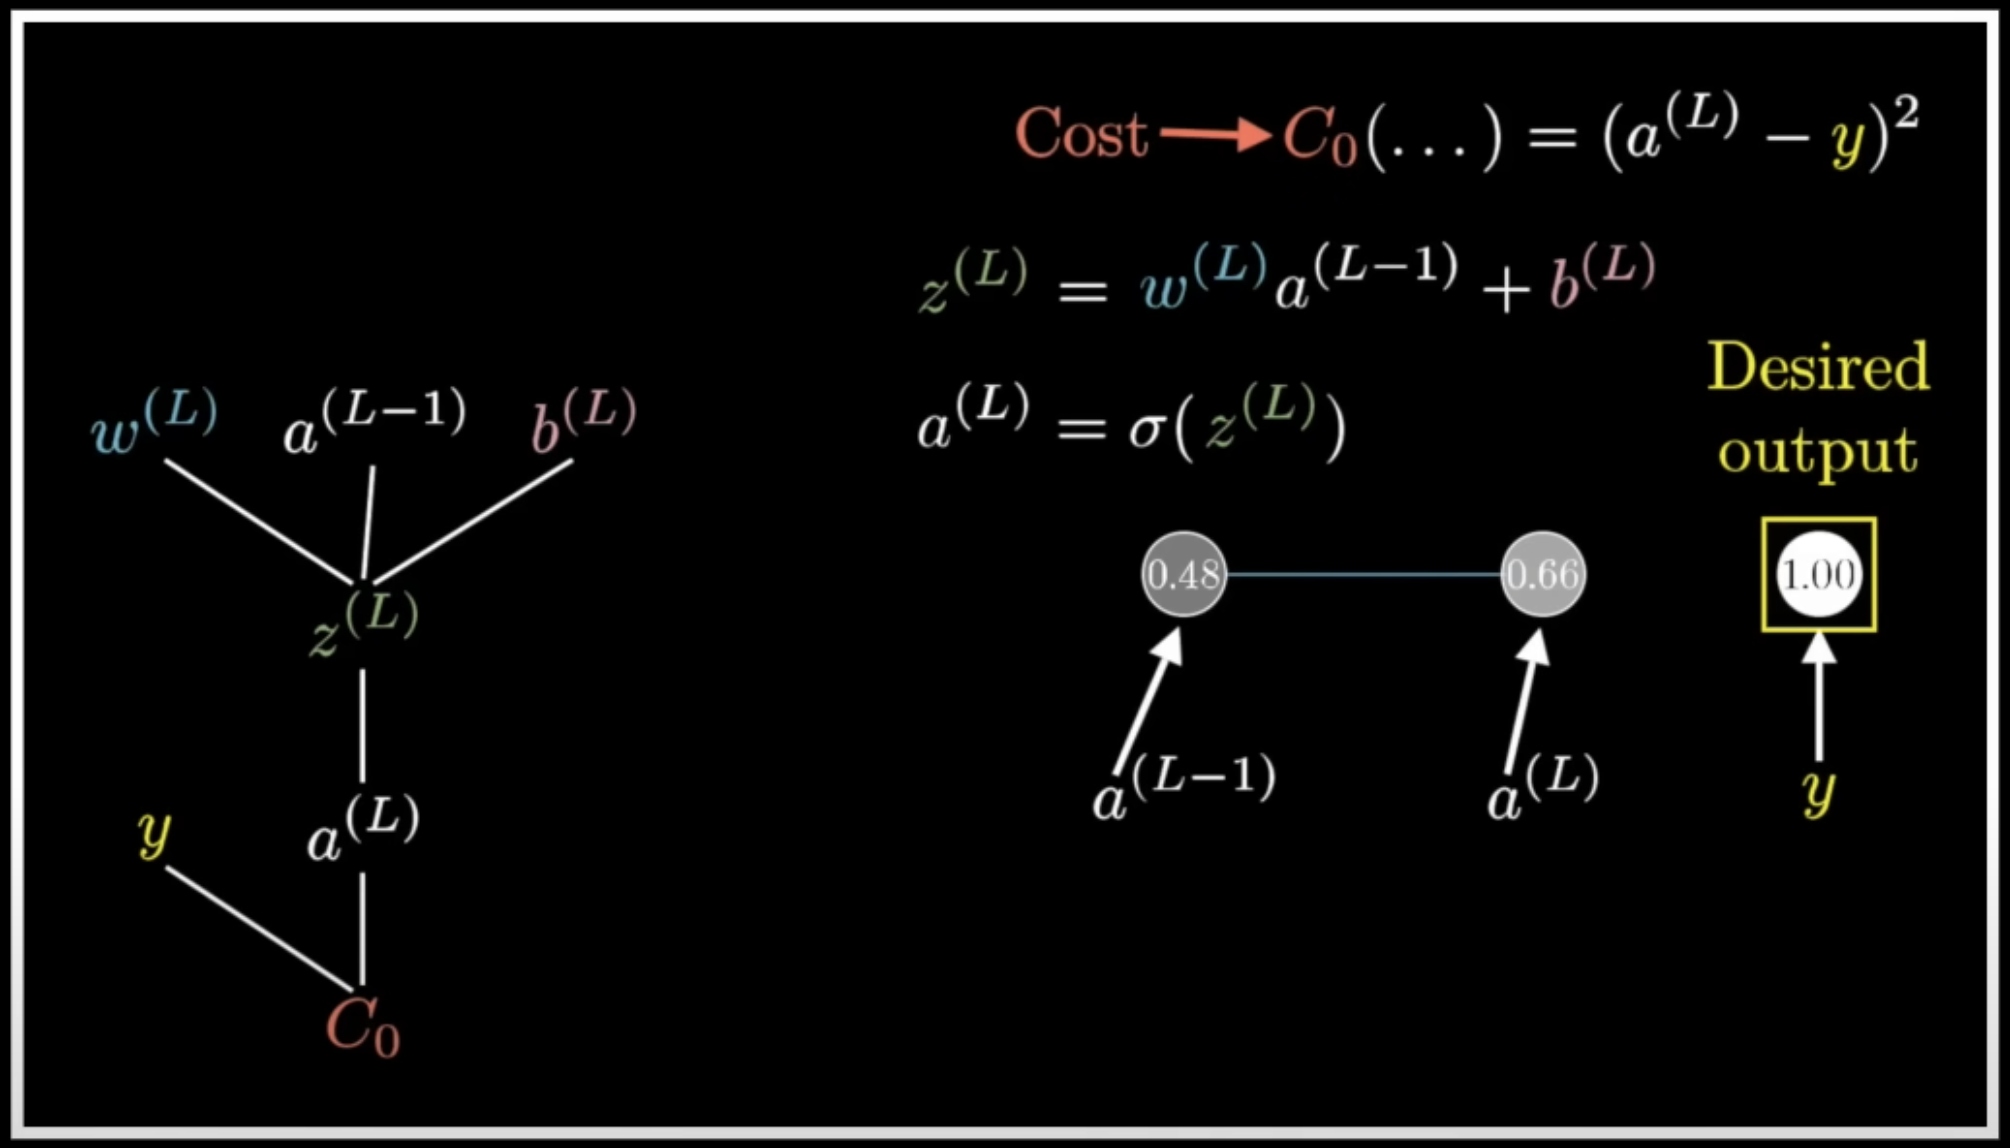 Cost → C₀(...) = (a^(L) − y)²
z^(L) = w^(L) a^(L−1) + b^(L)
a^(L) = σ(z^(L))
Desired
output
w^(L) a^(L−1) b^(L)
z^(L)
y a^(L)
C₀
0.48 0.66 1.00
a^(L−1) a^(L) y